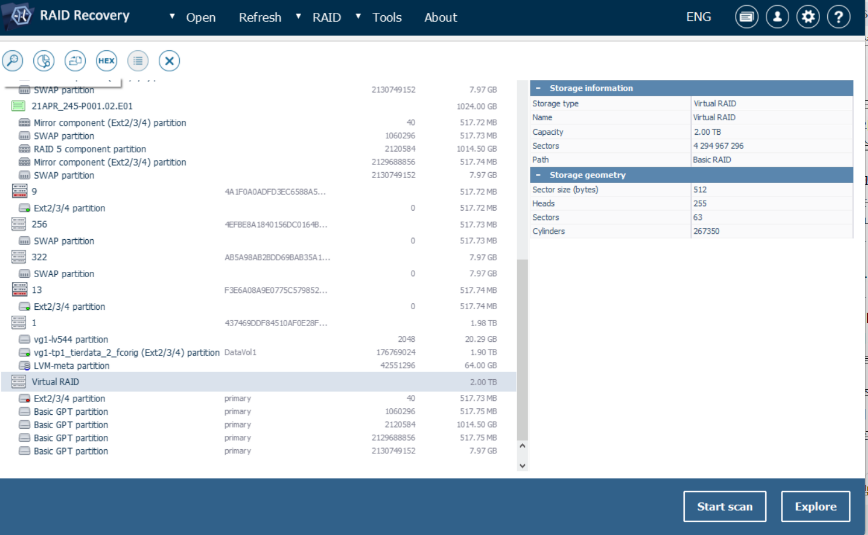 RAID Recovery
Open Refresh RAID Tools About
ENG
HEX
SWAP partition 2130749152 7.97 GB
21APR_245-P001.02.E01 1024.00 GB
Mirror component (Ext2/3/4) partition 40 517.72 MB
SWAP partition 1060296 517.73 MB
RAID 5 component partition 2120584 1014.50 GB
Mirror component (Ext2/3/4) partition 2129688856 517.74 MB
SWAP partition 2130749152 7.97 GB
9 4A1F0A0ADFD3EC6588A5... 517.72 MB
Ext2/3/4 partition 0 517.72 MB
256 4EFBE8A1840156DC0164B... 517.73 MB
SWAP partition 0 517.73 MB
322 AB5A98AB2BDD69BAB35A1... 7.97 GB
SWAP partition 0 7.97 GB
13 F3E6A08A9E0775C579852... 517.74 MB
Ext2/3/4 partition 0 517.74 MB
1 437469DDF84510AF0E28F... 1.98 TB
vg1-lv544 partition 2048 20.29 GB
vg1-tp1_tierdata_2_fcorig (Ext2/3/4) partition DataVol1 176769024 1.90 TB
LVM-meta partition 42551296 64.00 GB
Virtual RAID 2.00 TB
Ext2/3/4 partition primary 40 517.73 MB
Basic GPT partition primary 1060296 517.75 MB
Basic GPT partition primary 2120584 1014.50 GB
Basic GPT partition primary 2129688856 517.75 MB
Basic GPT partition primary 2130749152 7.97 GB
− Storage information
Storage type Virtual RAID
Name Virtual RAID
Capacity 2.00 TB
Sectors 4 294 967 296
Path Basic RAID
− Storage geometry
Sector size (bytes) 512
Heads 255
Sectors 63
Cylinders 267350
Start scan Explore